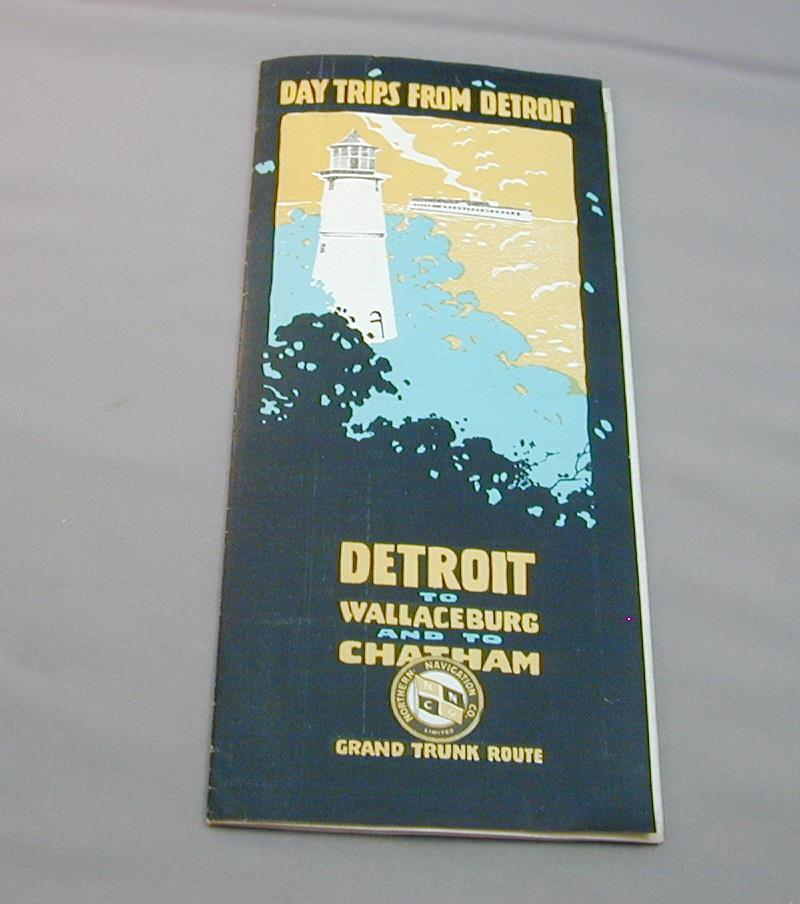 DAY TRIPS FROM DETROIT
DETROIT
TO
WALLACEBURG
AND TO
CHATHAM
NORTHERN NAVIGATION CO.
LIMITED
GRAND TRUNK ROUTE